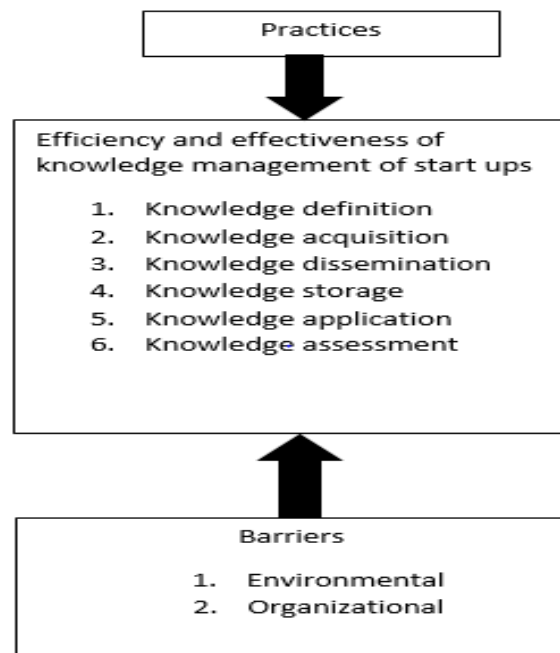 Practices
Efficiency and effectiveness of
knowledge management of start ups
1. Knowledge definition
2. Knowledge acquisition
3. Knowledge dissemination
4. Knowledge storage
5. Knowledge application
6. Knowledge assessment
Barriers
1. Environmental
2. Organizational